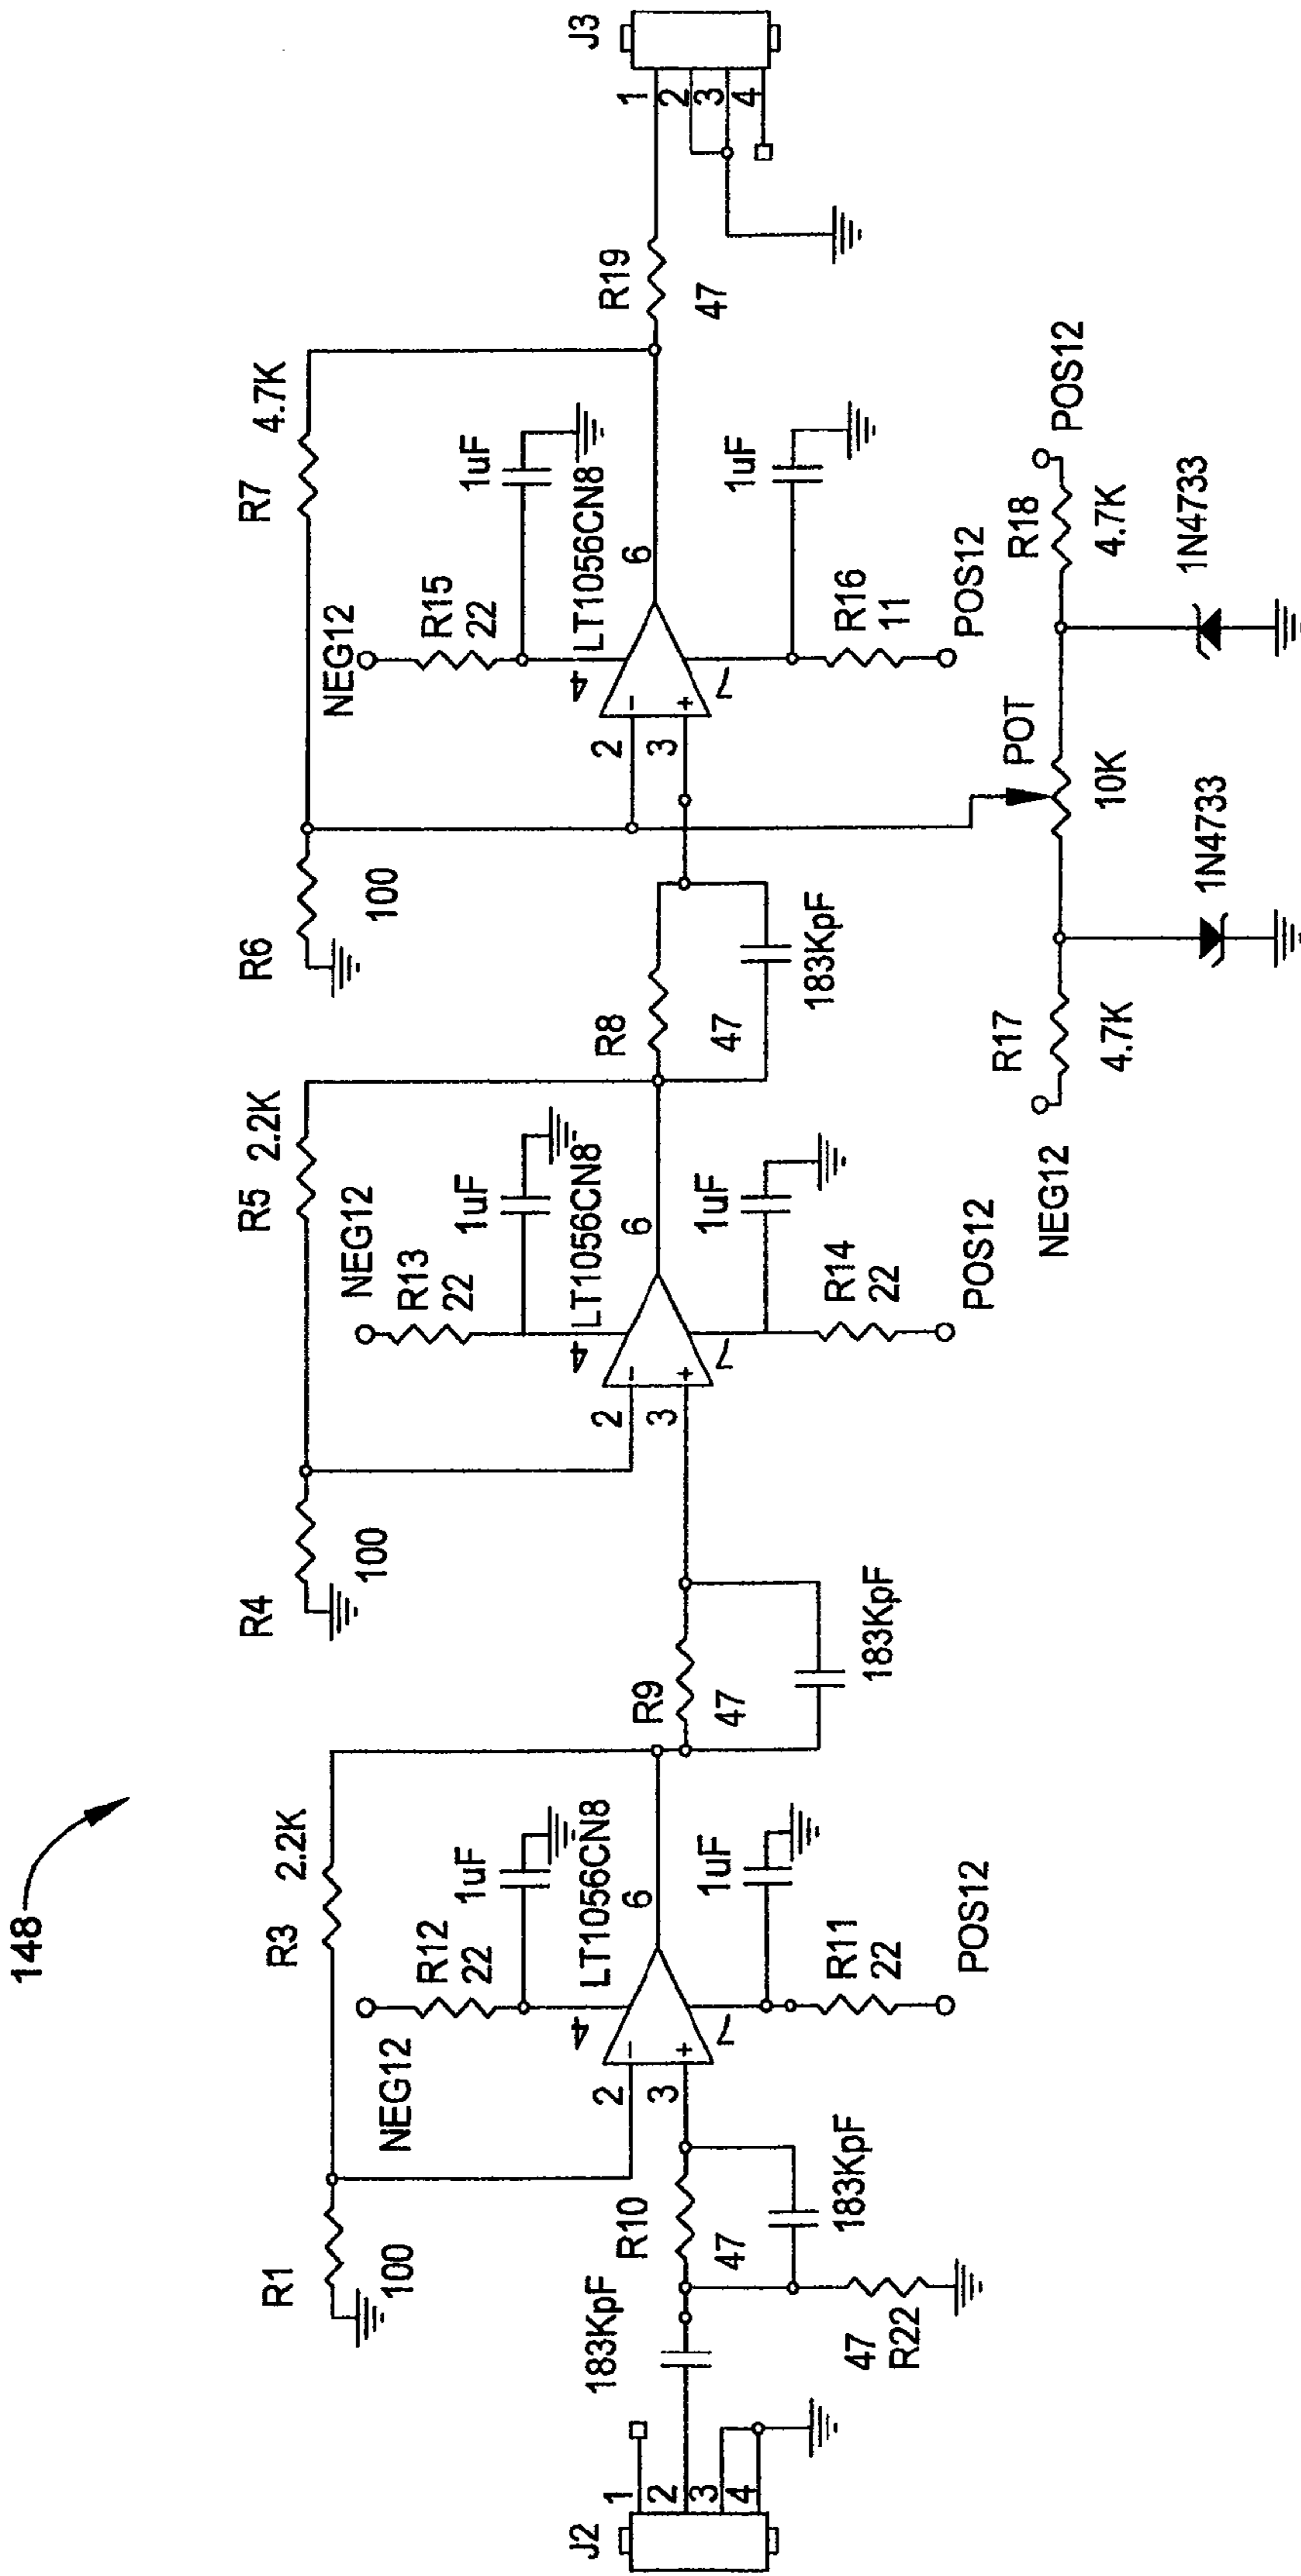 148
R1
100
R3
2.2K
R4
100
R5
2.2K
R6
100
R7
4.7K
NEG12
R12
22
1uF
LT1056CN8
4
6
2
3
7
1uF
R11
22
POS12
NEG12
R13
22
1uF
LT1056CN8
4
6
2
3
7
1uF
R14
22
POS12
NEG12
R15
22
1uF
LT1056CN8
4
6
2
3
7
1uF
R16
11
POS12
J2
1
2
3
4
183KpF
R10
47
183KpF
47
R22
R9
47
183KpF
R8
47
183KpF
R19
47
J3
1
2
3
4
NEG12
R17
4.7K
POT
10K
R18
4.7K
POS12
1N4733
1N4733
-
+
-
+
-
+